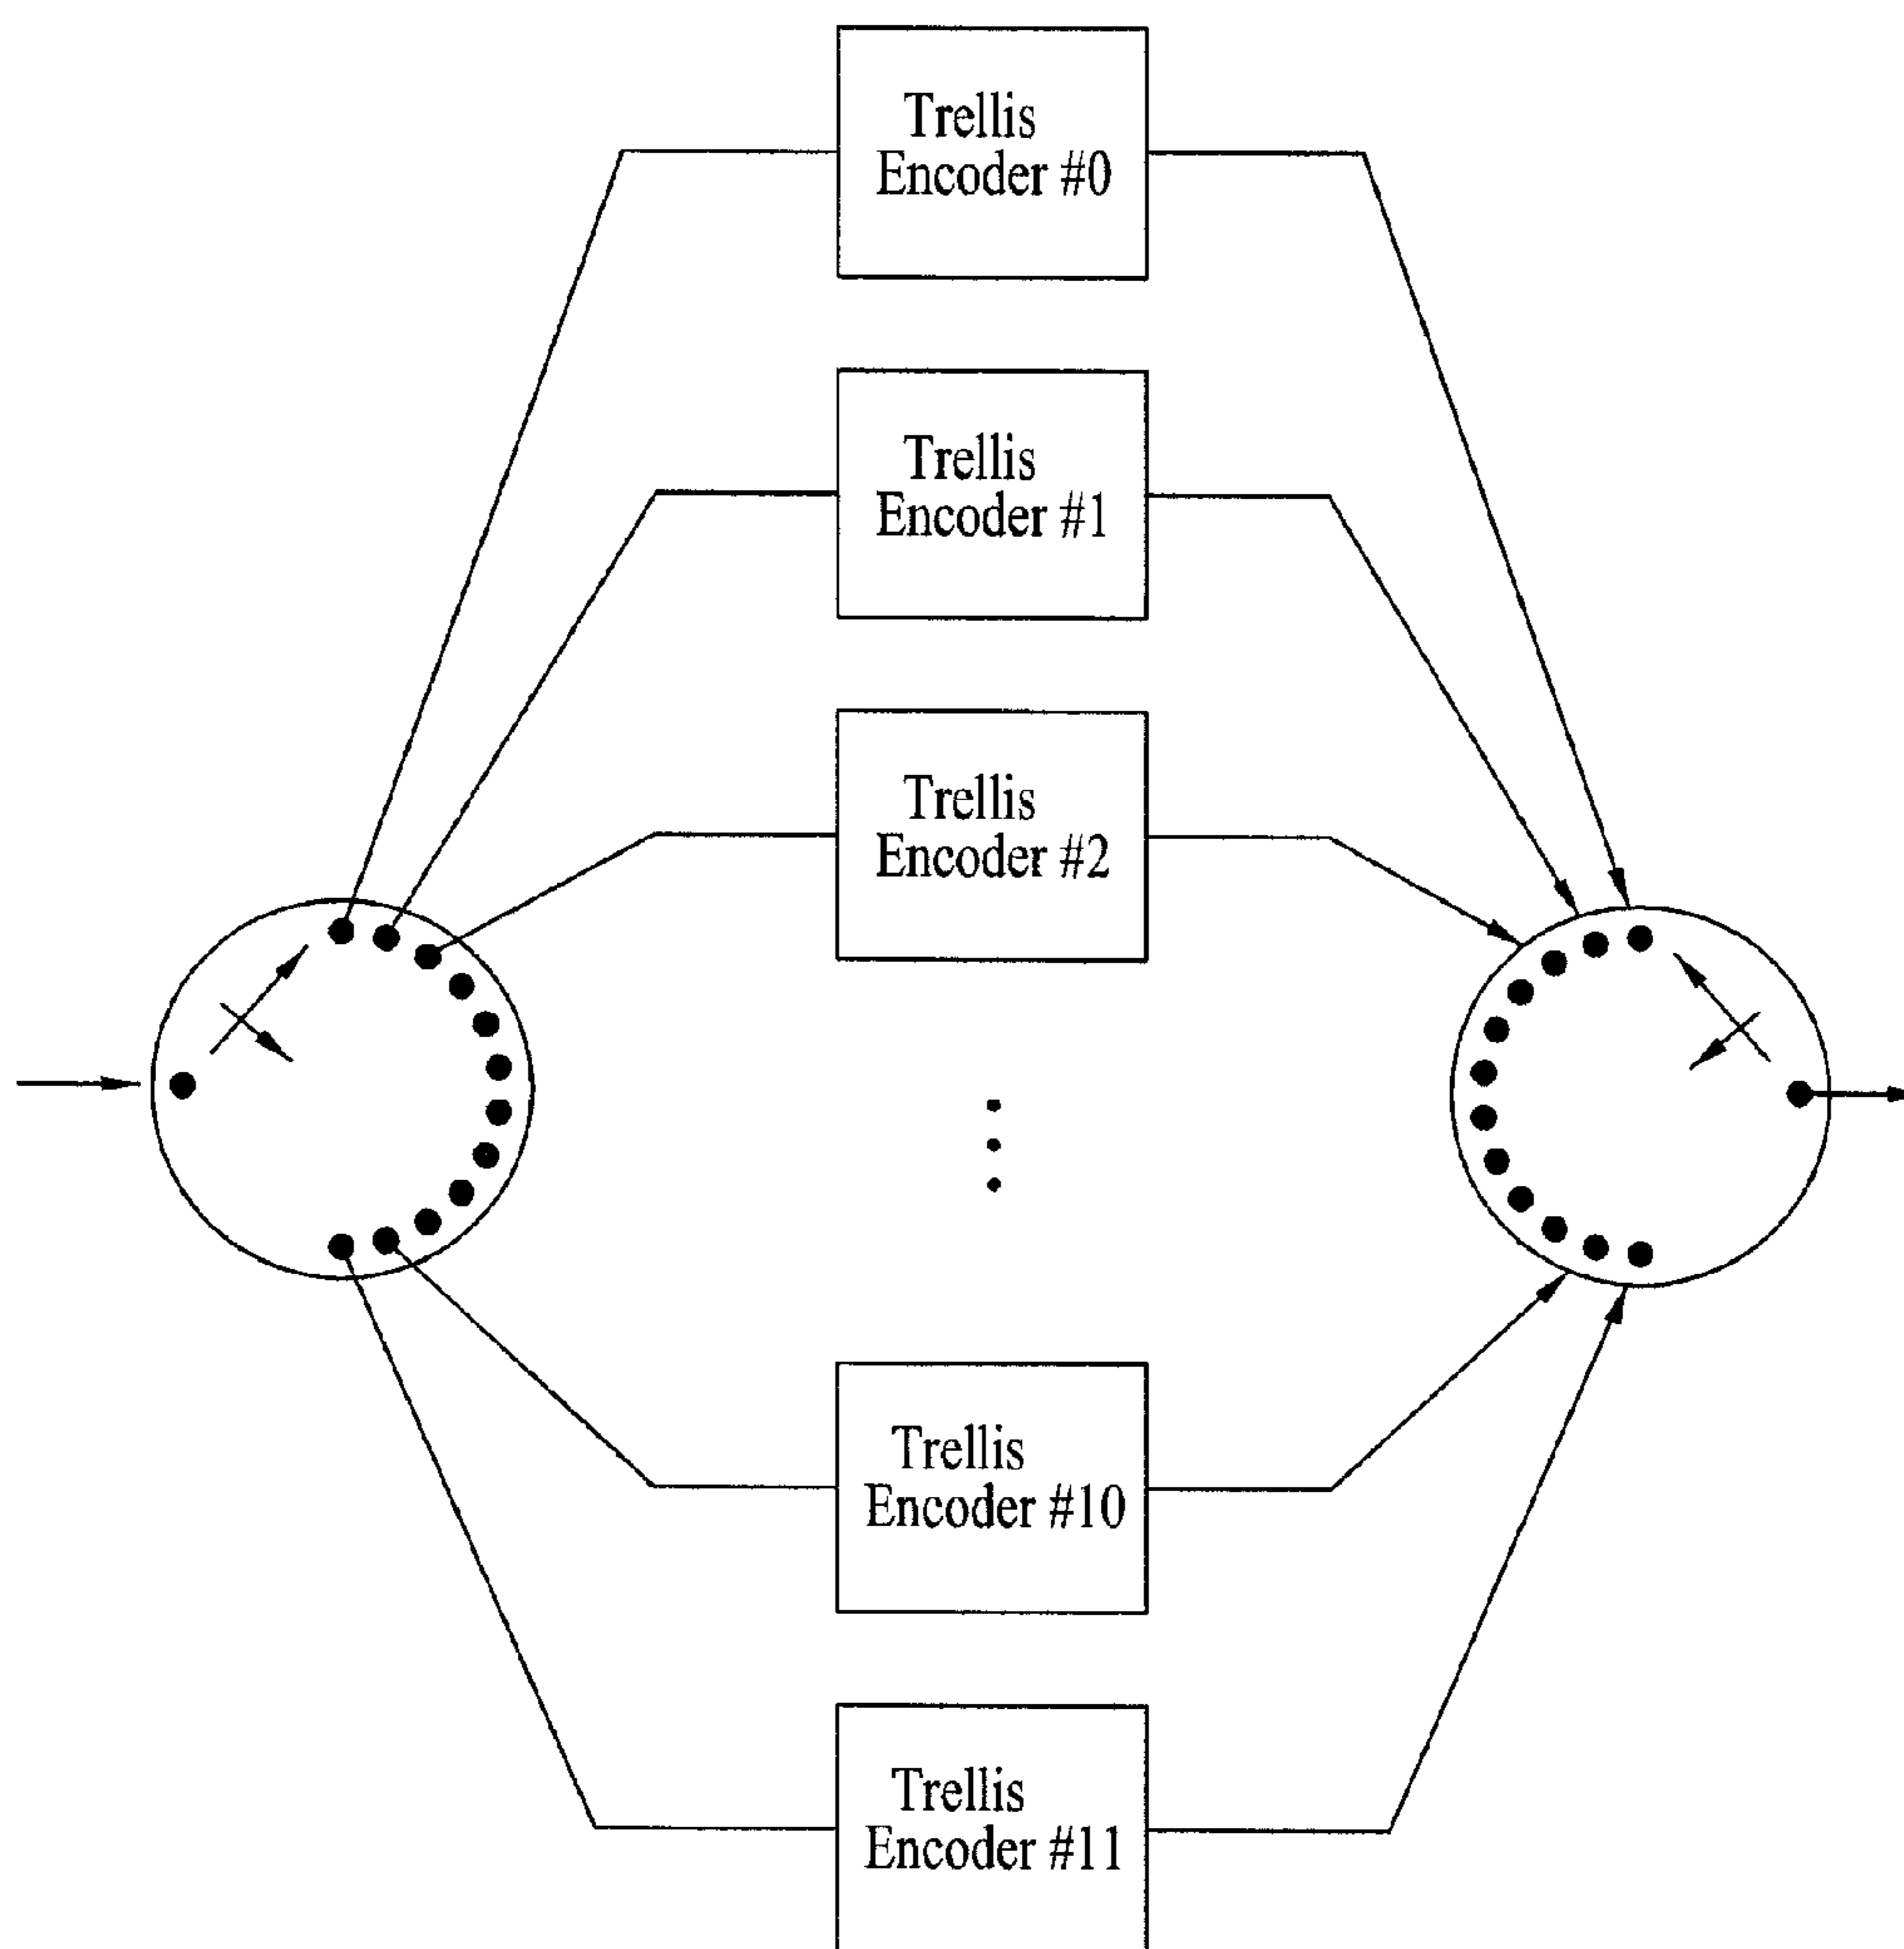 Trellis
Encoder #0
Trellis
Encoder #1
Trellis
Encoder #2
Trellis
Encoder #10
Trellis
Encoder #11